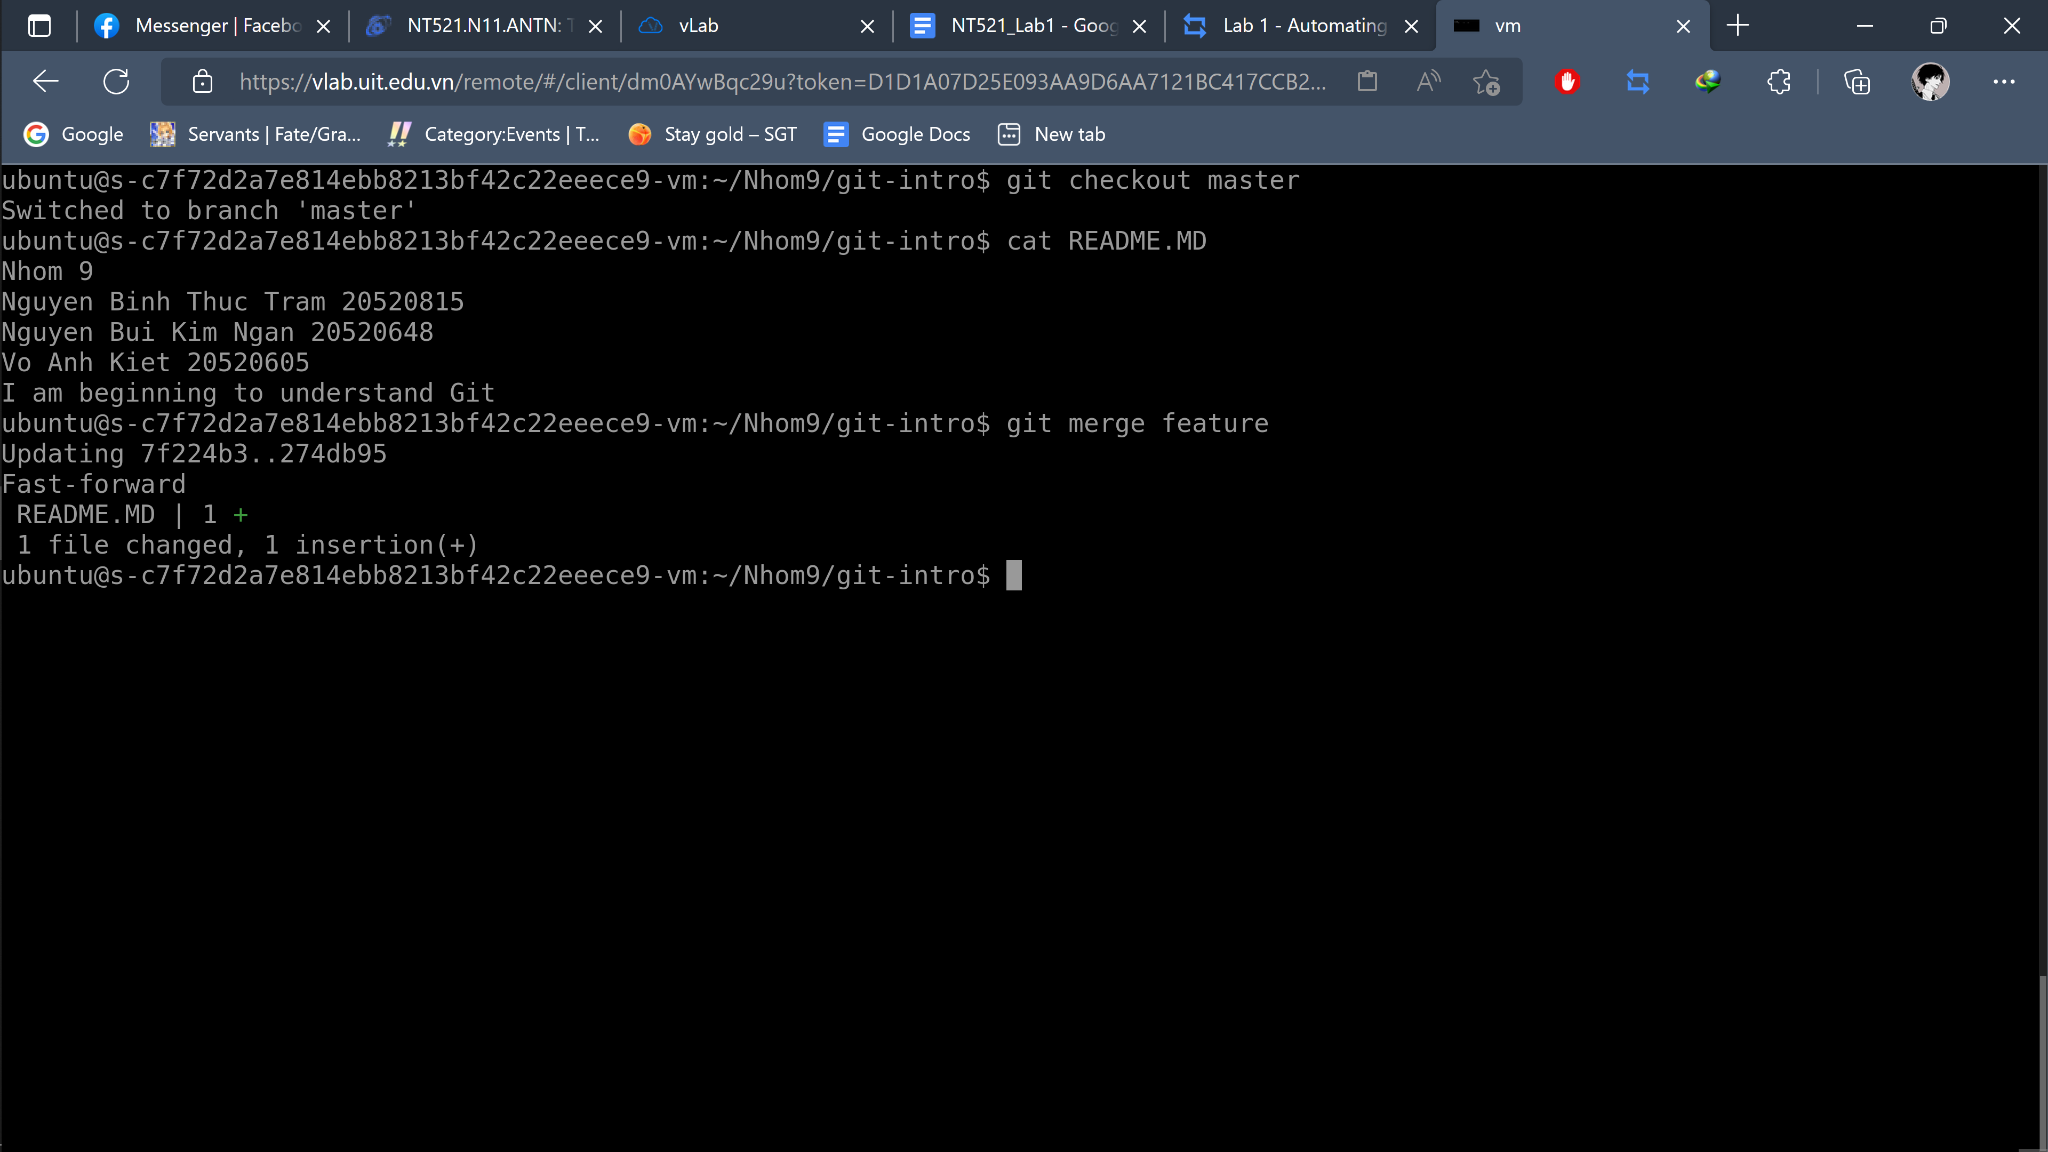 Messenger | Facebo
NT521.N11.ANTN: T
vLab
NT521_Lab1 - Goog
Lab 1 - Automating
vm
https://vlab.uit.edu.vn/remote/#/client/dm0AYwBqc29u?token=D1D1A07D25E093AA9D6AA7121BC417CCB2...
Google
Servants | Fate/Gra...
Category:Events | T...
Stay gold – SGT
Google Docs
New tab
ubuntu@s-c7f72d2a7e814ebb8213bf42c22eeece9-vm:~/Nhom9/git-intro$ git checkout master
Switched to branch 'master'
ubuntu@s-c7f72d2a7e814ebb8213bf42c22eeece9-vm:~/Nhom9/git-intro$ cat README.MD
Nhom 9
Nguyen Binh Thuc Tram 20520815
Nguyen Bui Kim Ngan 20520648
Vo Anh Kiet 20520605
I am beginning to understand Git
ubuntu@s-c7f72d2a7e814ebb8213bf42c22eeece9-vm:~/Nhom9/git-intro$ git merge feature
Updating 7f224b3..274db95
Fast-forward
 README.MD | 1 +
 1 file changed, 1 insertion(+)
ubuntu@s-c7f72d2a7e814ebb8213bf42c22eeece9-vm:~/Nhom9/git-intro$